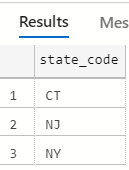 Results Mes
state_code
1 CT
2 NJ
3 NY